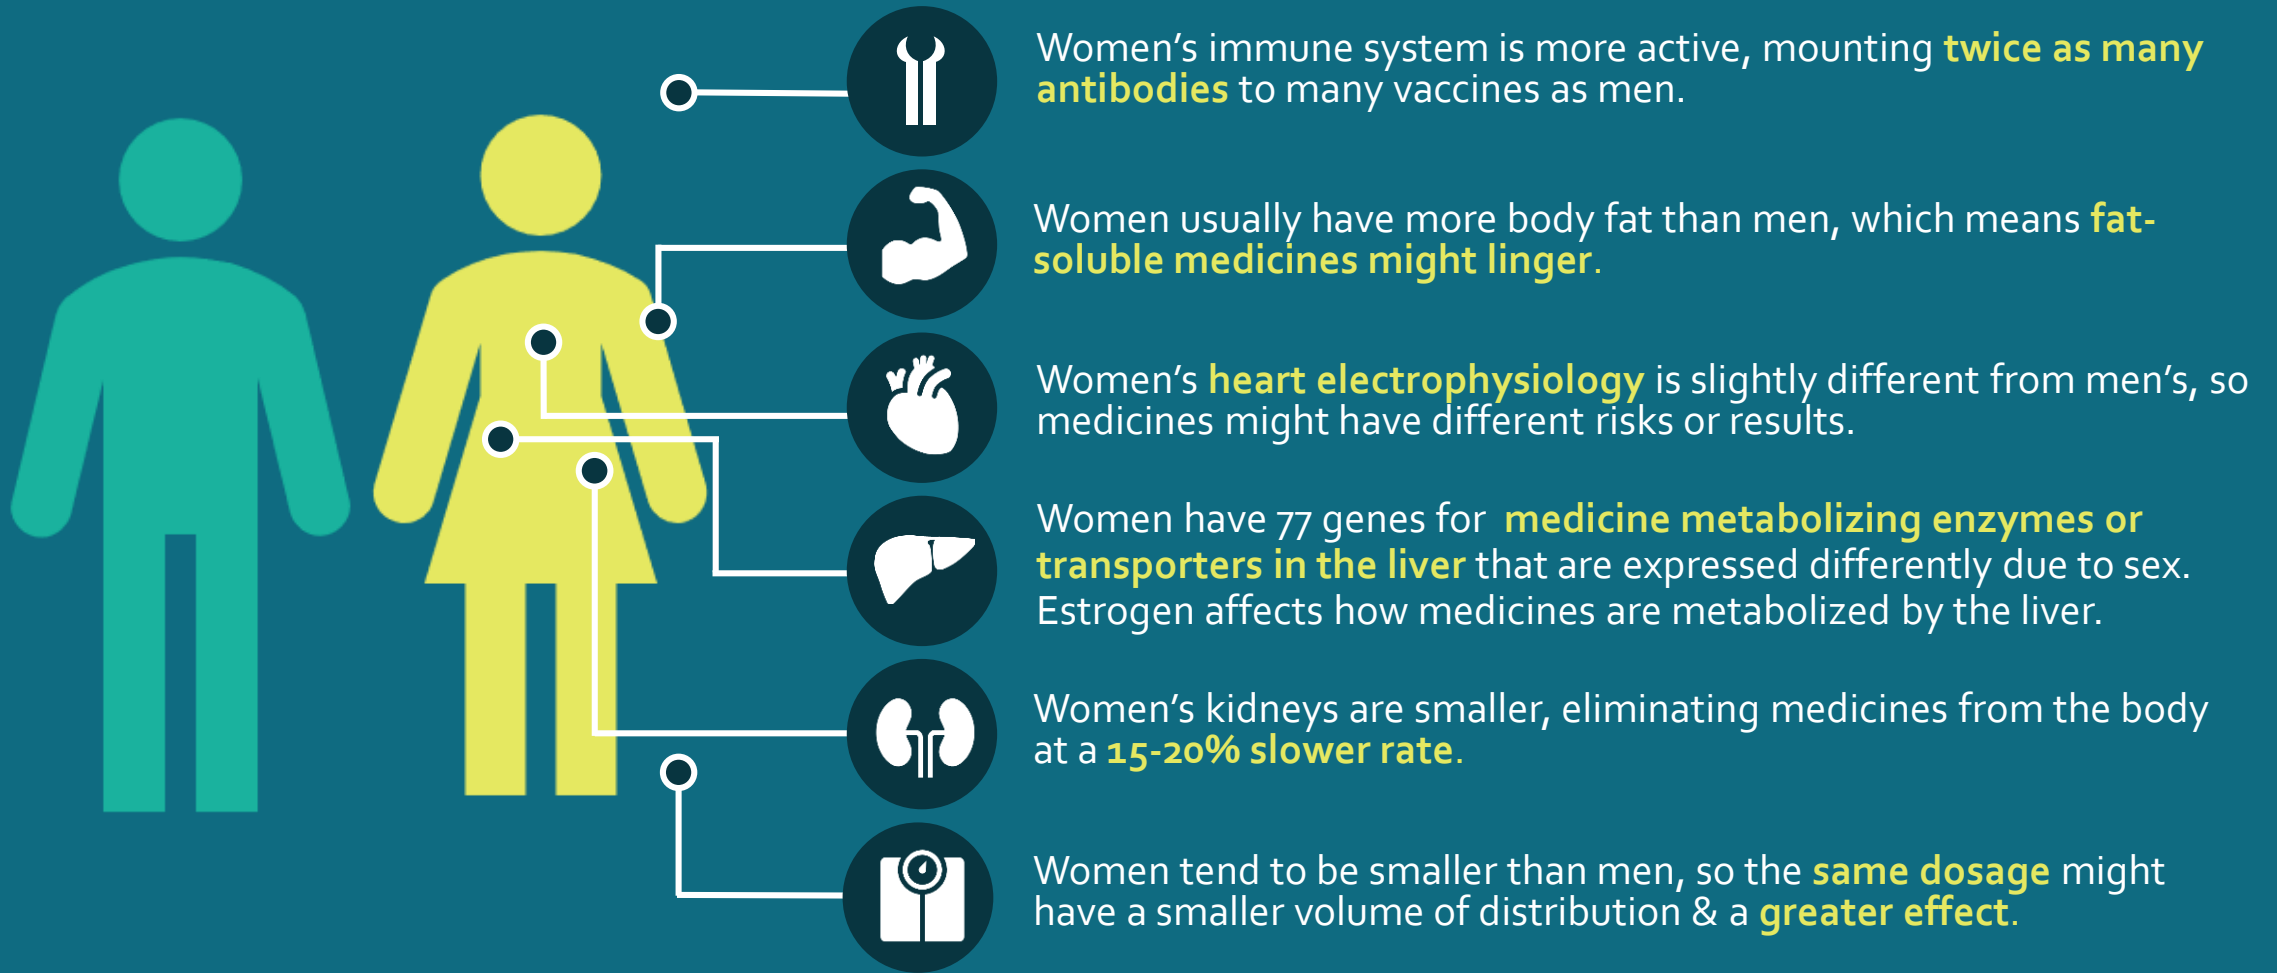 Women’s immune system is more active, mounting twice as many
antibodies to many vaccines as men.
Women usually have more body fat than men, which means fat-
soluble medicines might linger.
Women’s heart electrophysiology is slightly different from men’s, so
medicines might have different risks or results.
Women have 77 genes for medicine metabolizing enzymes or
transporters in the liver that are expressed differently due to sex.
Estrogen affects how medicines are metabolized by the liver.
Women’s kidneys are smaller, eliminating medicines from the body
at a 15-20% slower rate.
Women tend to be smaller than men, so the same dosage might
have a smaller volume of distribution & a greater effect.